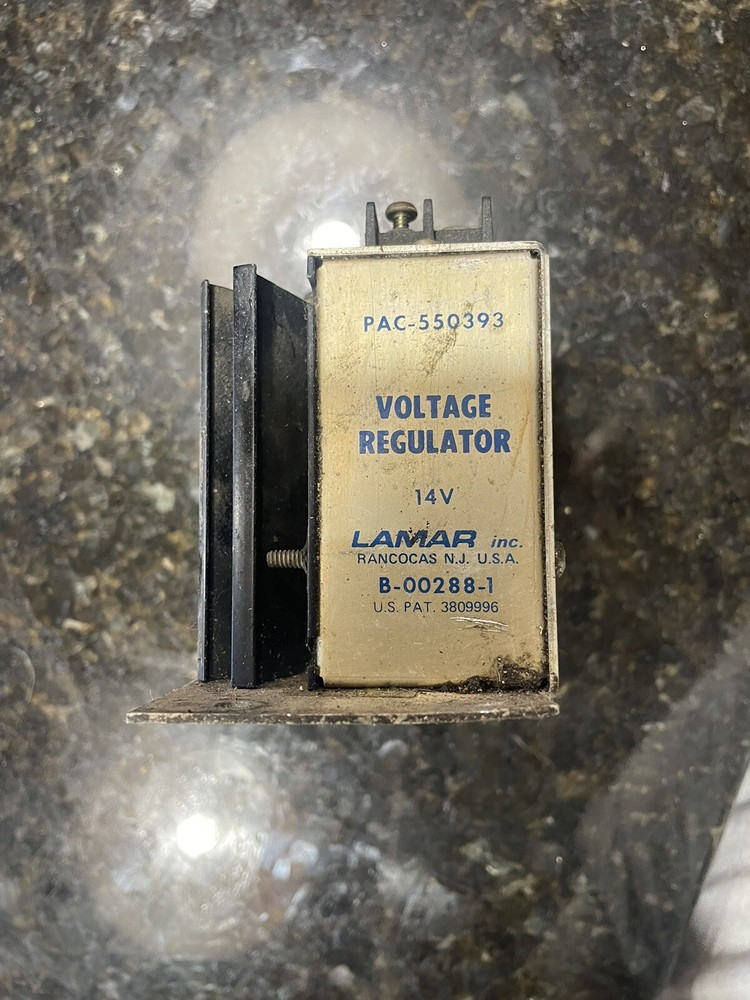 PAC-550393
VOLTAGE
REGULATOR
14V
LAMAR inc.
RANCOCAS N.J. U.S.A.
B-00288-1
U.S. PAT. 3809996